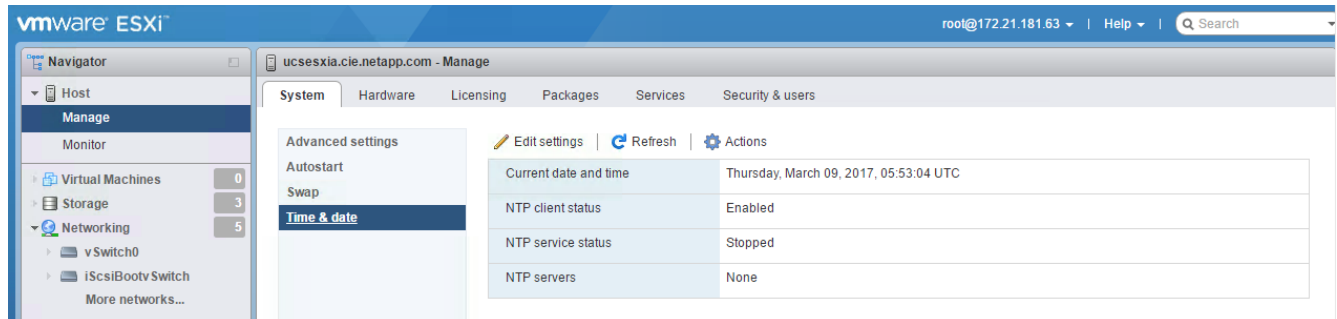 vmware ESXi™ root@172.21.181.63 | Help | Search
Navigator
ucsesxia.cie.netapp.com - Manage
Host
Manage
Monitor
Virtual Machines 0
Storage 3
Networking 5
vSwitch0
iScsiBootvSwitch
More networks...
System Hardware Licensing Packages Services Security & users
Advanced settings
Autostart
Swap
Time & date
Edit settings | Refresh | Actions
Current date and time Thursday, March 09, 2017, 05:53:04 UTC
NTP client status Enabled
NTP service status Stopped
NTP servers None